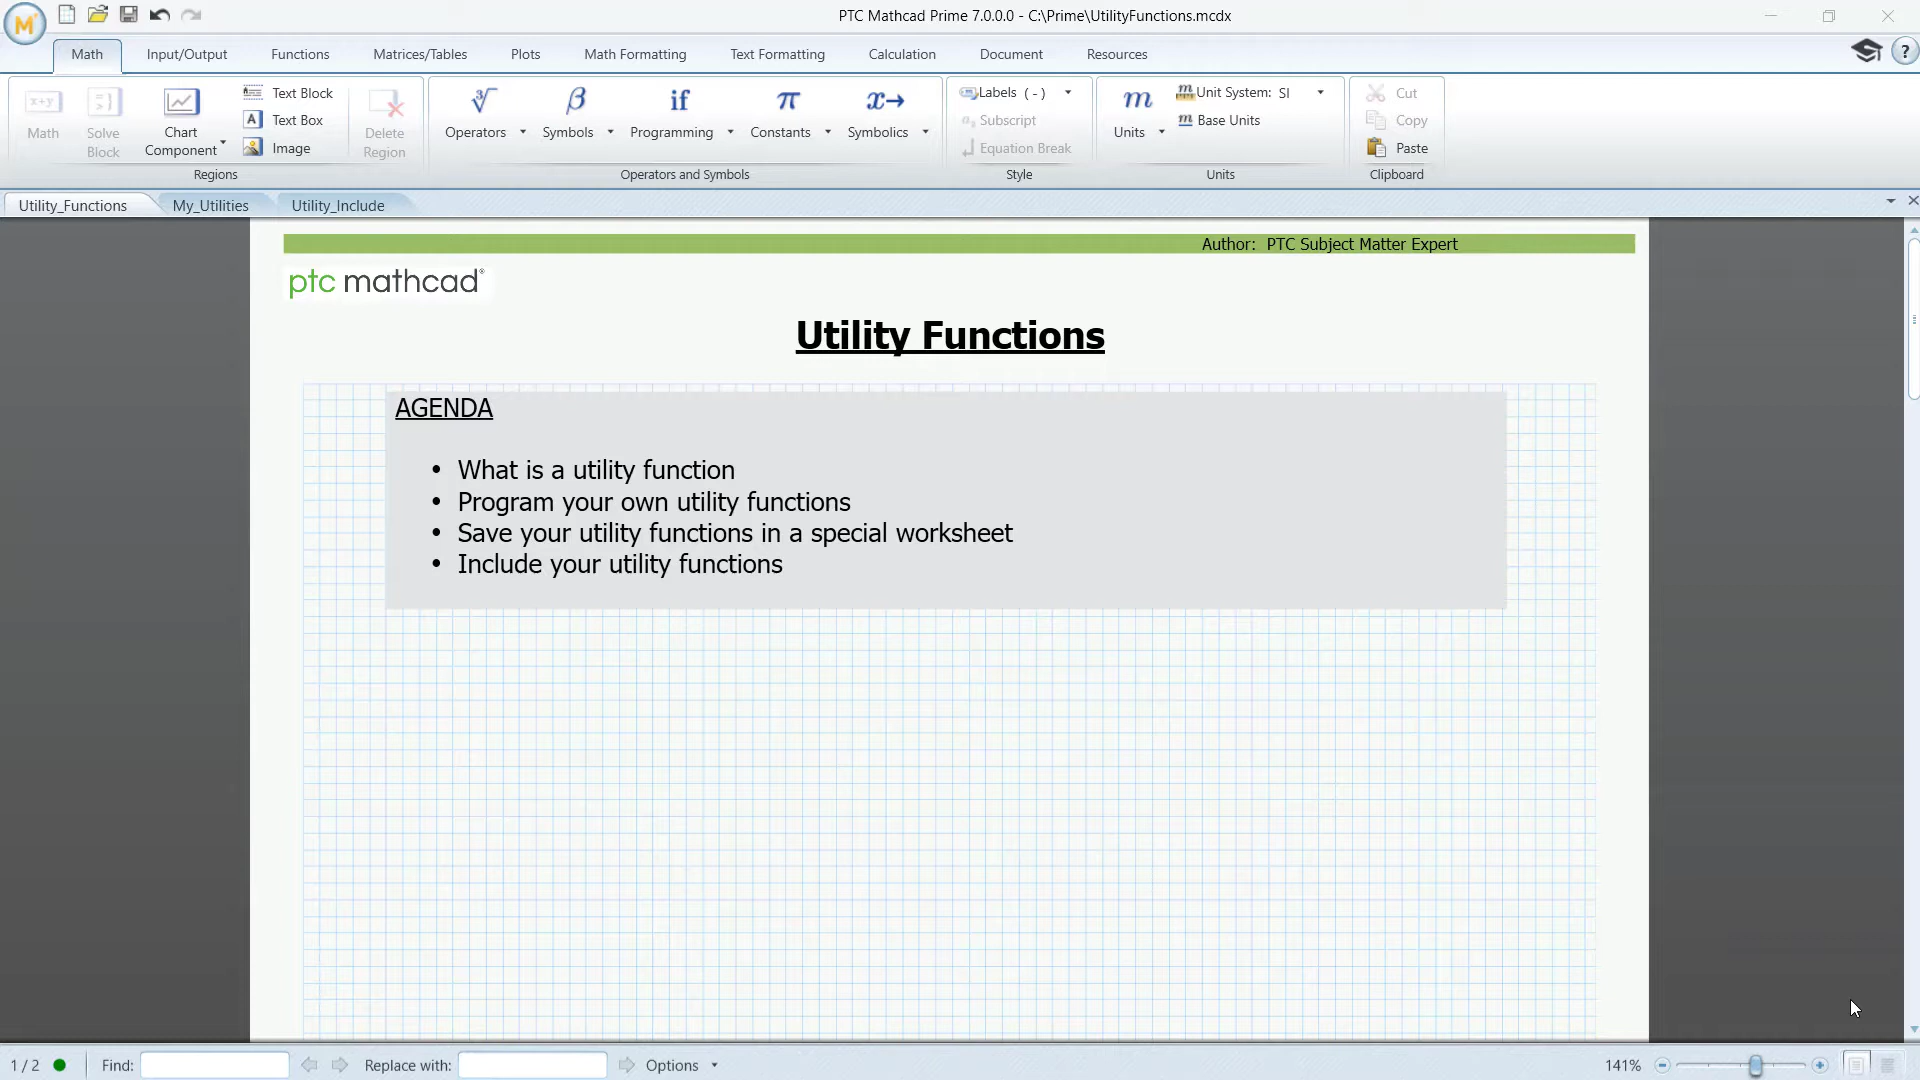 PTC Mathcad Prime 7.0.0.0 - C:\Prime\UtilityFunctions.mcdx
Math Input/Output Functions Matrices/Tables Plots Math Formatting Text Formatting Calculation Document Resources
Math
Solve
Block
Chart
Component
Text Block
Text Box
Image
Delete
Region
Regions
∛
Operators
β
Symbols
if
Programming
π
Constants
x→
Symbolics
Operators and Symbols
Labels ( - )
Subscript
Equation Break
Style
m
Units
Unit System: SI
Base Units
Units
Cut
Copy
Paste
Clipboard
Utility_Functions My_Utilities Utility_Include
Author: PTC Subject Matter Expert
ptc mathcad®
Utility Functions
AGENDA
• What is a utility function
• Program your own utility functions
• Save your utility functions in a special worksheet
• Include your utility functions
1 / 2 Find: Replace with: Options 141%